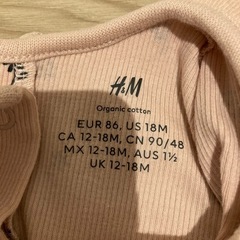 H&M
Organic cotton
EUR 86, US 18M
CA 12-18M, CN 90/48
MX 12-18M, AUS 1½
UK 12-18M